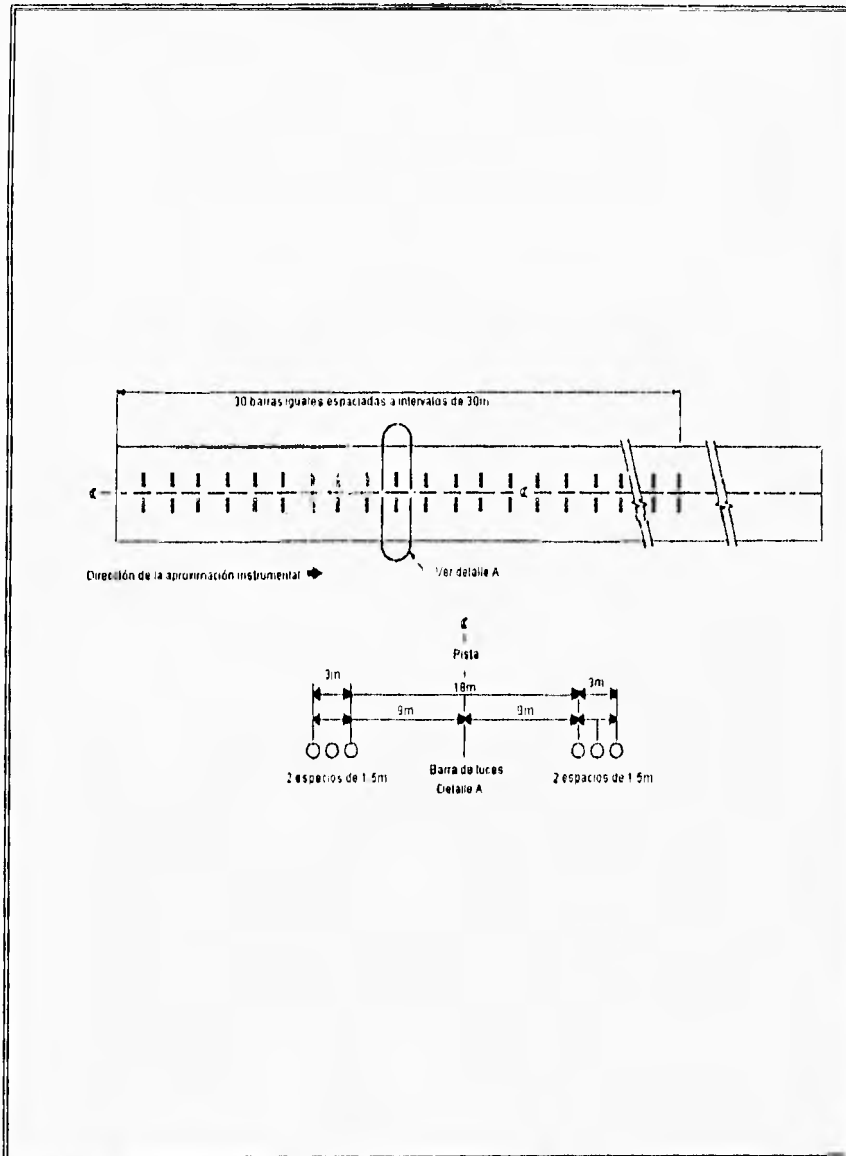 30 barras iguales espaciadas a intervalos de 30m
℄ ℄
Dirección de la aproximación instrumental
Ver detalle A
℄
Pista
3m 18m 3m
9m 9m
2 espacios de 1.5m Barra de luces 2 espacios de 1.5m
Detalle A